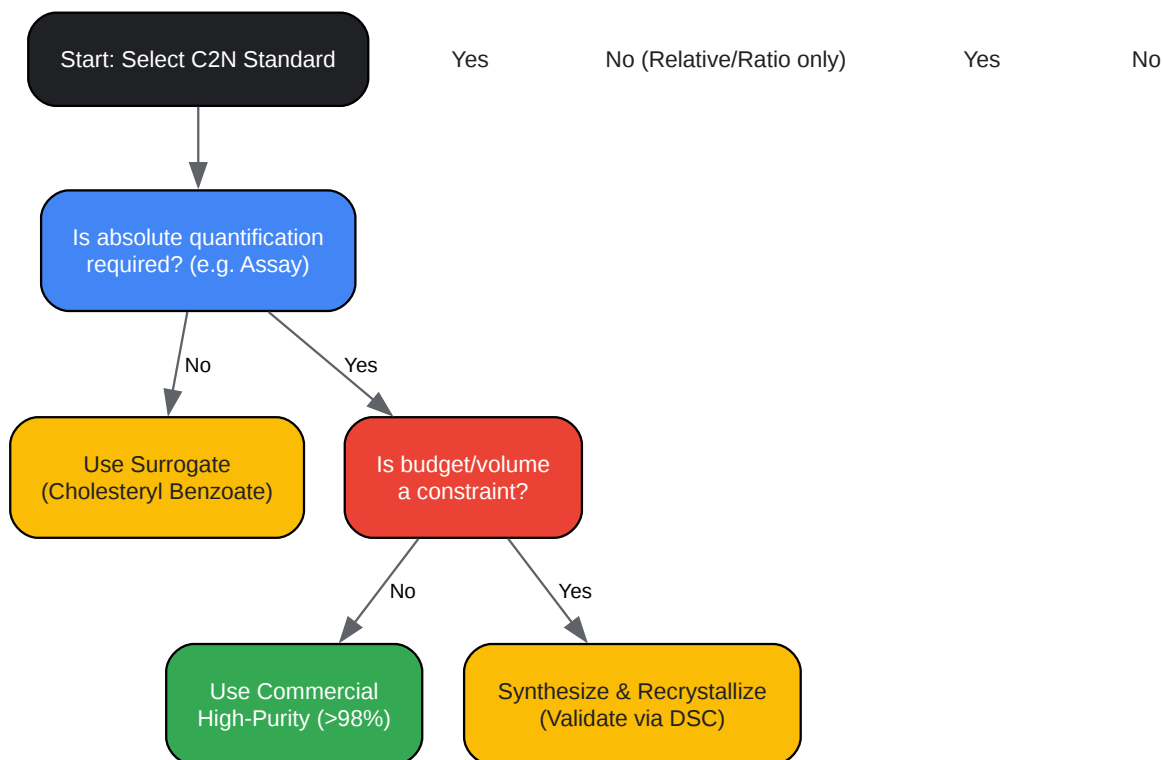 Start: Select C2N Standard
Yes
No (Relative/Ratio only)
Yes
No
Is absolute quantification
required? (e.g. Assay)
No
Yes
Use Surrogate
(Cholesteryl Benzoate)
Is budget/volume
a constraint?
No
Yes
Use Commercial
High-Purity (>98%)
Synthesize & Recrystallize
(Validate via DSC)